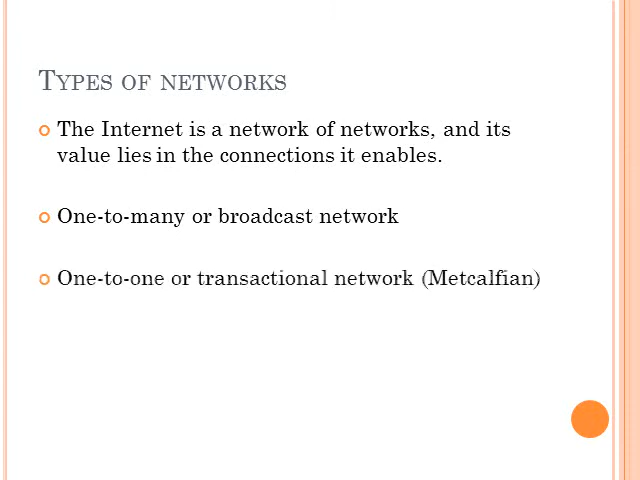 TYPES OF NETWORKS
The Internet is a network of networks, and its
value lies in the connections it enables.
One-to-many or broadcast network
One-to-one or transactional network (Metcalfian)